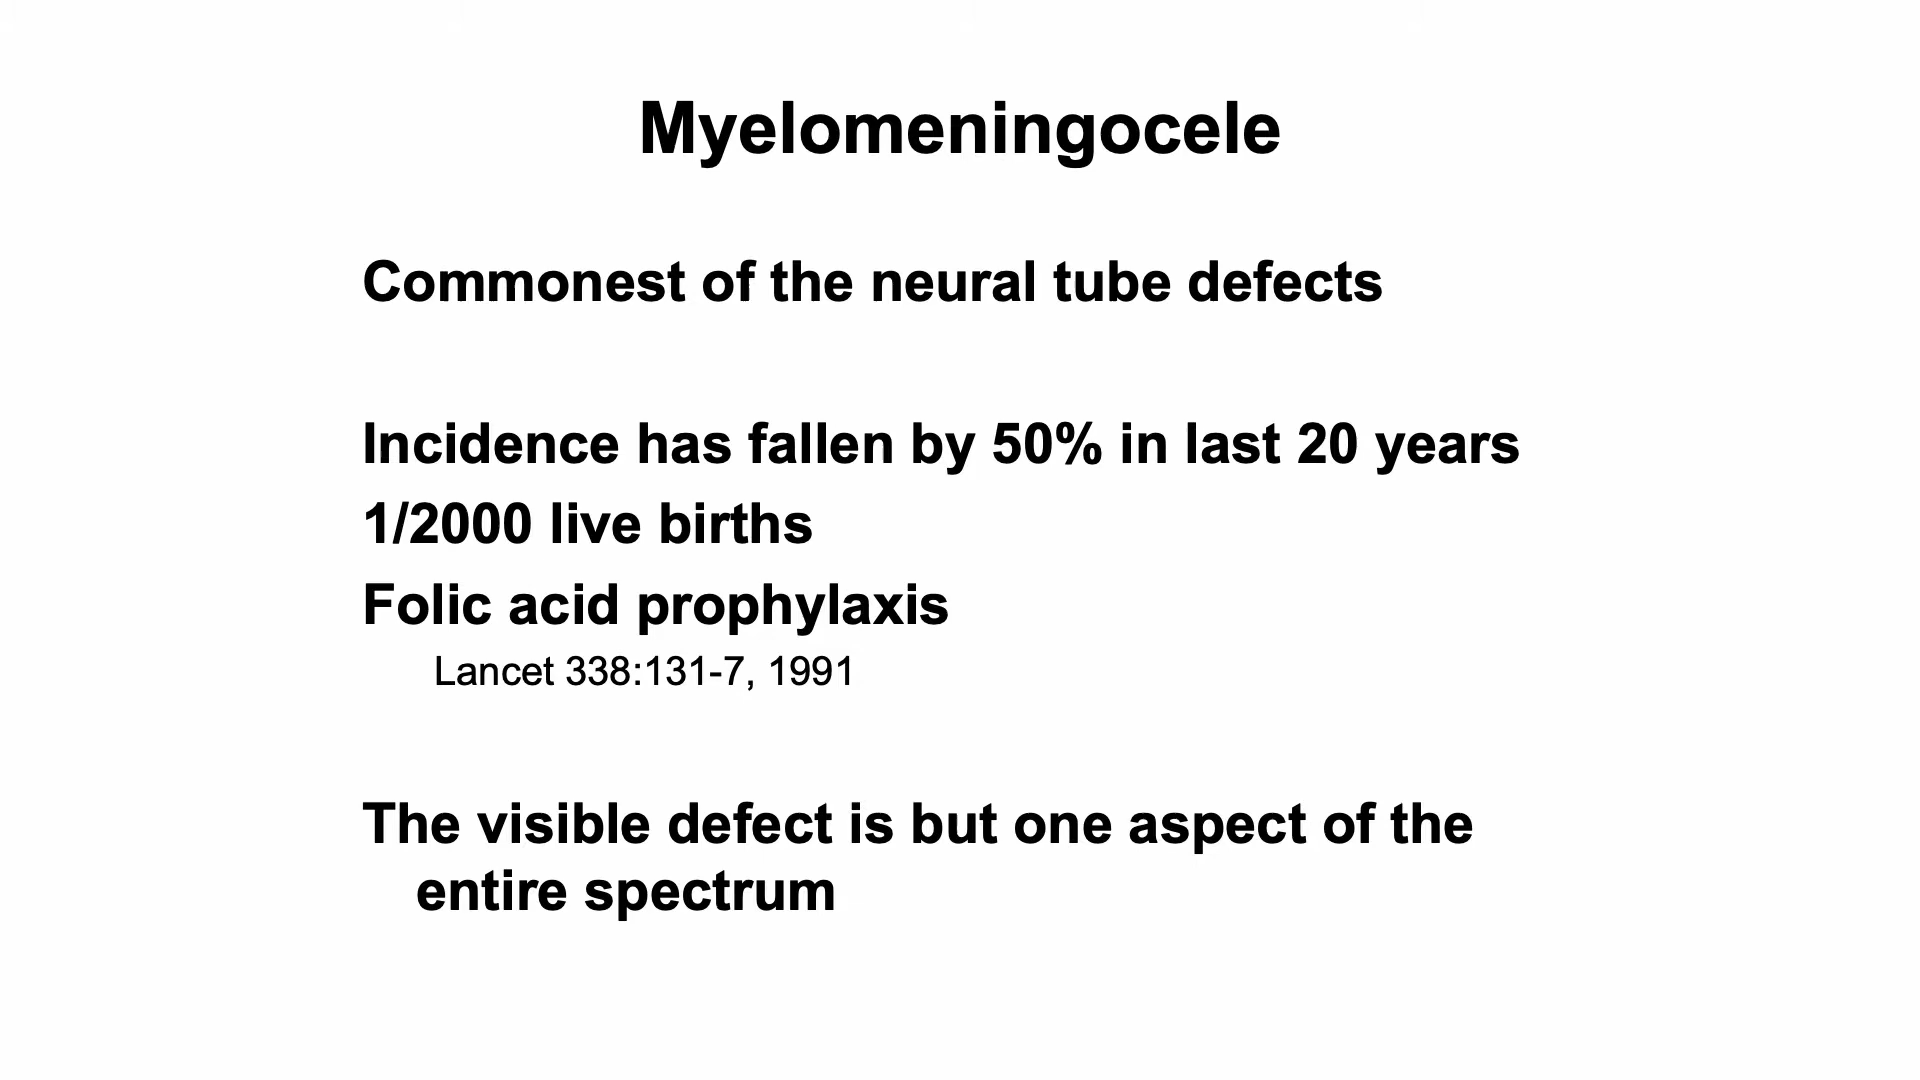 Myelomeningocele
Commonest of the neural tube defects
Incidence has fallen by 50% in last 20 years
1/2000 live births
Folic acid prophylaxis
Lancet 338:131-7, 1991
The visible defect is but one aspect of the
entire spectrum